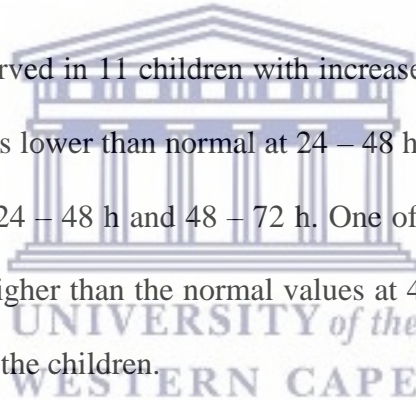 rved in 11 children with increase
s lower than normal at 24 – 48 h
24 – 48 h and 48 – 72 h. One of
igher than the normal values at 4
UNIVERSITY of the
the children.
WESTERN CAPE